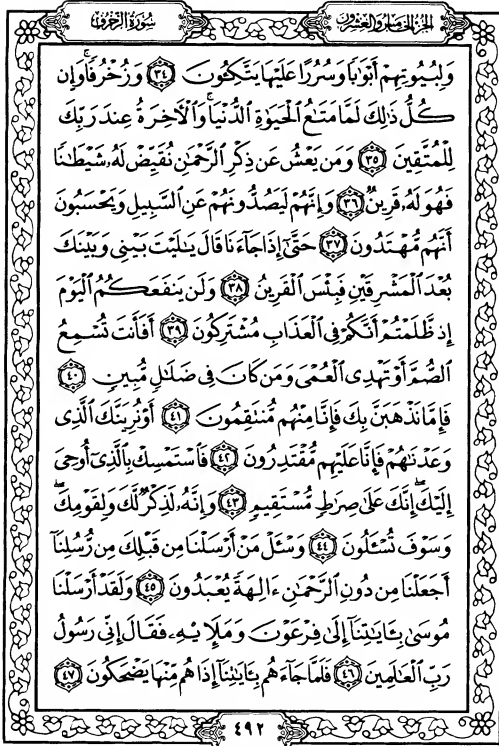 سُورَةُ الزُّخْرُفِ
الجزء الخامس والعشرون
وَلِبُيُوتِهِمْ أَبْوَٰبًا وَسُرُرًا عَلَيْهَا يَتَّكِـُٔونَ ٣٤ وَزُخْرُفًا ۚ وَإِن
كُلُّ ذَٰلِكَ لَمَّا مَتَـٰعُ ٱلْحَيَوٰةِ ٱلدُّنْيَا ۚ وَٱلْـَٔاخِرَةُ عِندَ رَبِّكَ
لِلْمُتَّقِينَ ٣٥ وَمَن يَعْشُ عَن ذِكْرِ ٱلرَّحْمَـٰنِ نُقَيِّضْ لَهُۥ شَيْطَـٰنًا
فَهُوَ لَهُۥ قَرِينٌ ٣٦ وَإِنَّهُمْ لَيَصُدُّونَهُمْ عَنِ ٱلسَّبِيلِ وَيَحْسَبُونَ
أَنَّهُم مُّهْتَدُونَ ٣٧ حَتَّىٰٓ إِذَا جَآءَنَا قَالَ يَـٰلَيْتَ بَيْنِى وَبَيْنَكَ
بُعْدَ ٱلْمَشْرِقَيْنِ فَبِئْسَ ٱلْقَرِينُ ٣٨ وَلَن يَنفَعَكُمُ ٱلْيَوْمَ
إِذ ظَّلَمْتُمْ أَنَّكُمْ فِى ٱلْعَذَابِ مُشْتَرِكُونَ ٣٩ أَفَأَنتَ تُسْمِعُ
ٱلصُّمَّ أَوْ تَهْدِى ٱلْعُمْىَ وَمَن كَانَ فِى ضَلَـٰلٍ مُّبِينٍ ٤٠
فَإِمَّا نَذْهَبَنَّ بِكَ فَإِنَّا مِنْهُم مُّنتَقِمُونَ ٤١ أَوْ نُرِيَنَّكَ ٱلَّذِى
وَعَدْنَـٰهُمْ فَإِنَّا عَلَيْهِم مُّقْتَدِرُونَ ٤٢ فَٱسْتَمْسِكْ بِٱلَّذِىٓ أُوحِىَ
إِلَيْكَ ۖ إِنَّكَ عَلَىٰ صِرَٰطٍ مُّسْتَقِيمٍ ٤٣ وَإِنَّهُۥ لَذِكْرٌ لَّكَ وَلِقَوْمِكَ ۖ
وَسَوْفَ تُسْـَٔلُونَ ٤٤ وَسْـَٔلْ مَنْ أَرْسَلْنَا مِن قَبْلِكَ مِن رُّسُلِنَآ
أَجَعَلْنَا مِن دُونِ ٱلرَّحْمَـٰنِ ءَالِهَةً يُعْبَدُونَ ٤٥ وَلَقَدْ أَرْسَلْنَا
مُوسَىٰ بِـَٔايَـٰتِنَآ إِلَىٰ فِرْعَوْنَ وَمَلَإِي۟هِۦ فَقَالَ إِنِّى رَسُولُ
رَبِّ ٱلْعَـٰلَمِينَ ٤٦ فَلَمَّا جَآءَهُم بِـَٔايَـٰتِنَآ إِذَا هُم مِّنْهَا يَضْحَكُونَ ٤٧
٤٩٢